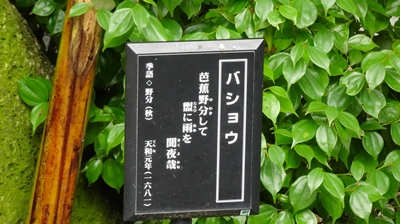 バショウ
芭蕉野分して
盥に雨を
聞夜哉
季語◇野分（秋）
天和元年（一六八一）